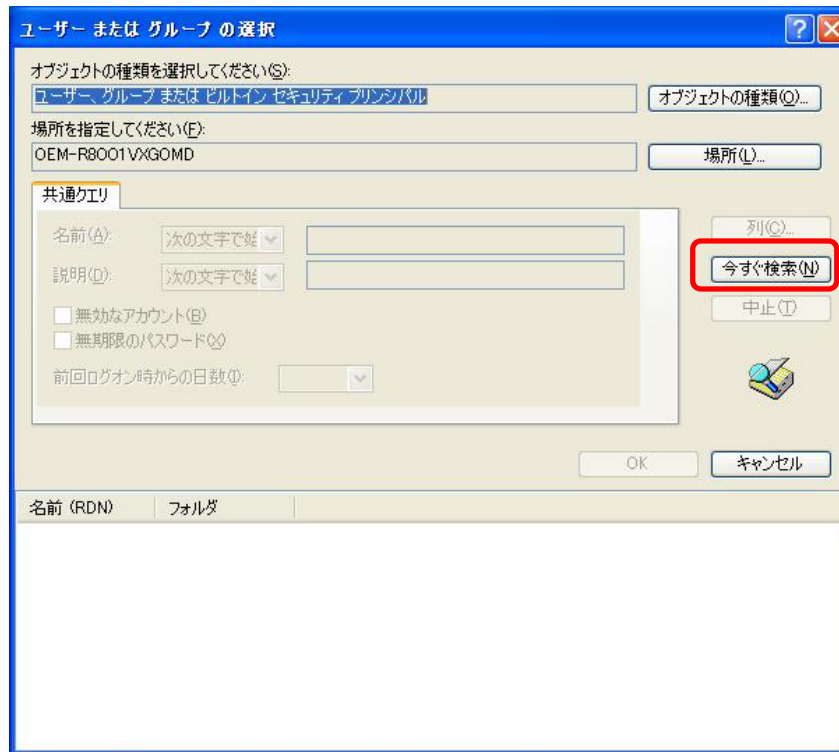 ユーザー または グループ の選択
オブジェクトの種類を選択してください(S):
ユーザー、グループ または ビルトイン セキュリティ プリンシパル
オブジェクトの種類(O)...
場所を指定してください(F):
OEM-R8OO1VXGOMD
場所(L)...
共通クエリ
名前(A):
次の文字で始
列(C)...
説明(D):
次の文字で始
今すぐ検索(N)
無効なアカウント(B)
中止(T)
無期限のパスワード(X)
前回ログオン時からの日数(I):
OK
キャンセル
名前 (RDN)
フォルダ